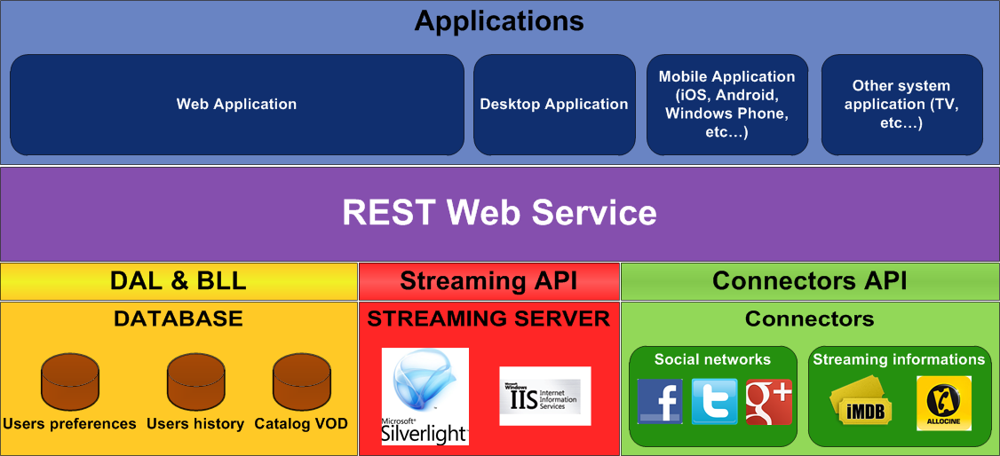 Applications
Web Application
Desktop Application
Mobile Application
(iOS, Android,
Windows Phone,
etc…)
Other system
application (TV,
etc…)
REST Web Service
DAL & BLL
Streaming API
Connectors API
DATABASE
Users preferences
Users history
Catalog VOD
STREAMING SERVER
Microsoft®
Silverlight™
Microsoft®
Windows
IIS
Internet
Information
Services
Connectors
Social networks
f
t
g+
Streaming informations
iMDB
ALLOCINE